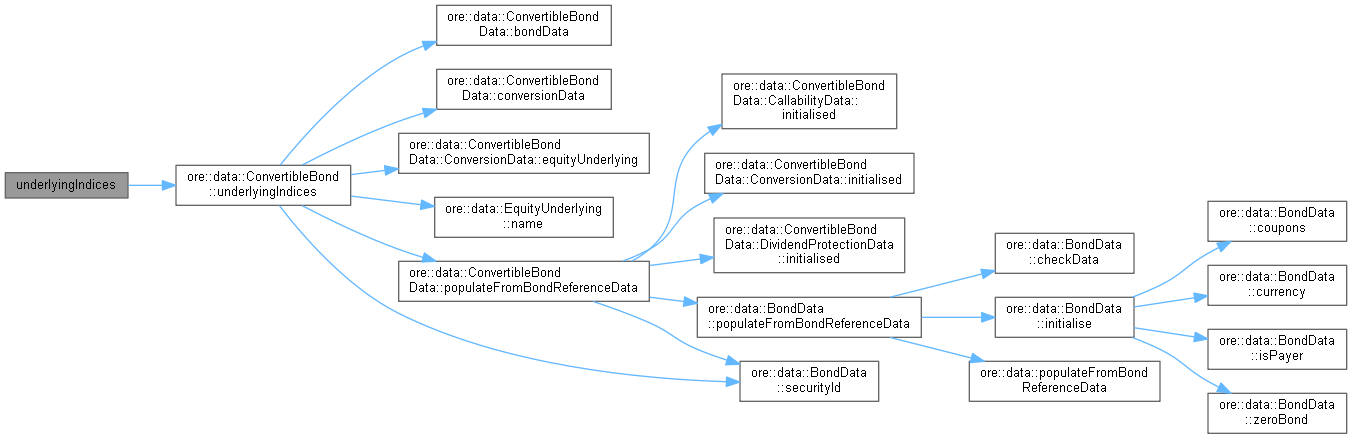 underlyingIndices
ore::data::ConvertibleBond
::underlyingIndices
ore::data::ConvertibleBond
Data::bondData
ore::data::ConvertibleBond
Data::conversionData
ore::data::ConvertibleBond
Data::ConversionData::equityUnderlying
ore::data::EquityUnderlying
::name
ore::data::ConvertibleBond
Data::populateFromBondReferenceData
ore::data::ConvertibleBond
Data::CallabilityData::
initialised
ore::data::ConvertibleBond
Data::ConversionData::initialised
ore::data::ConvertibleBond
Data::DividendProtectionData
::initialised
ore::data::BondData
::populateFromBondReferenceData
ore::data::BondData
::securityId
ore::data::BondData
::checkData
ore::data::BondData
::initialise
ore::data::populateFromBond
ReferenceData
ore::data::BondData
::coupons
ore::data::BondData
::currency
ore::data::BondData
::isPayer
ore::data::BondData
::zeroBond